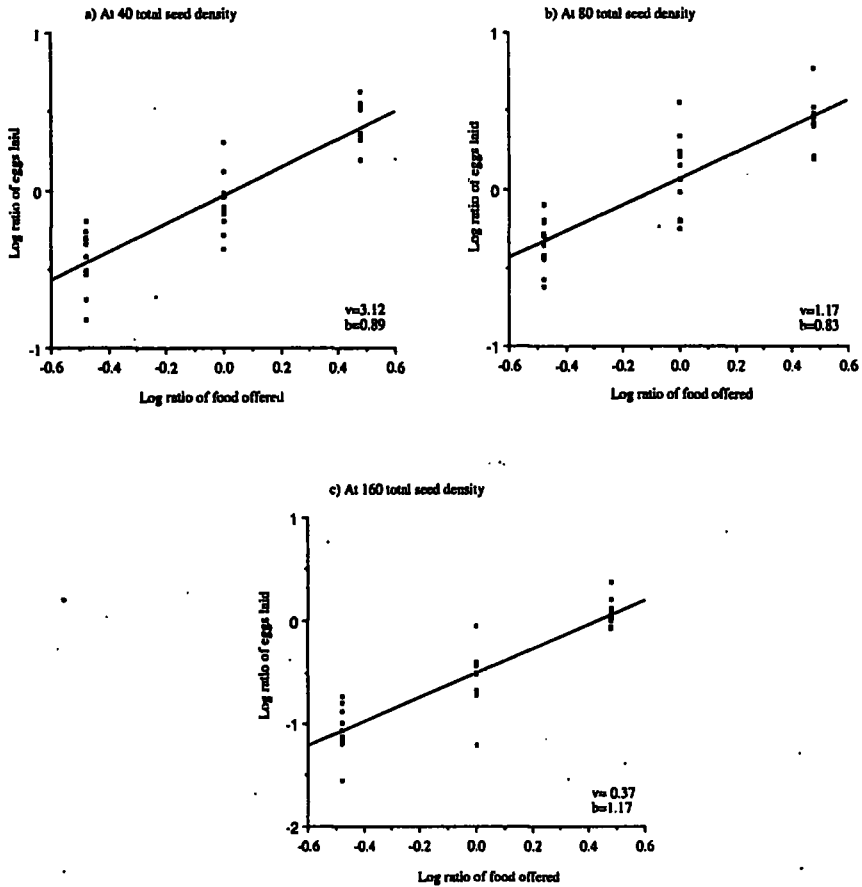 a) At 40 total seed density
1
0
-1
Log ratio of eggs laid
v=3.12
b=0.89
-0.6 -0.4 -0.2 0.0 0.2 0.4 0.6
Log ratio of food offered
b) At 80 total seed density
1
0
-1
Log ratio of eggs laid
v=1.17
b=0.83
-0.6 -0.4 -0.2 0.0 0.2 0.4 0.6
Log ratio of food offered
c) At 160 total seed density
1
0
-1
-2
Log ratio of eggs laid
v= 0.37
b=1.17
-0.6 -0.4 -0.2 0.0 0.2 0.4 0.6
Log ratio of food offered